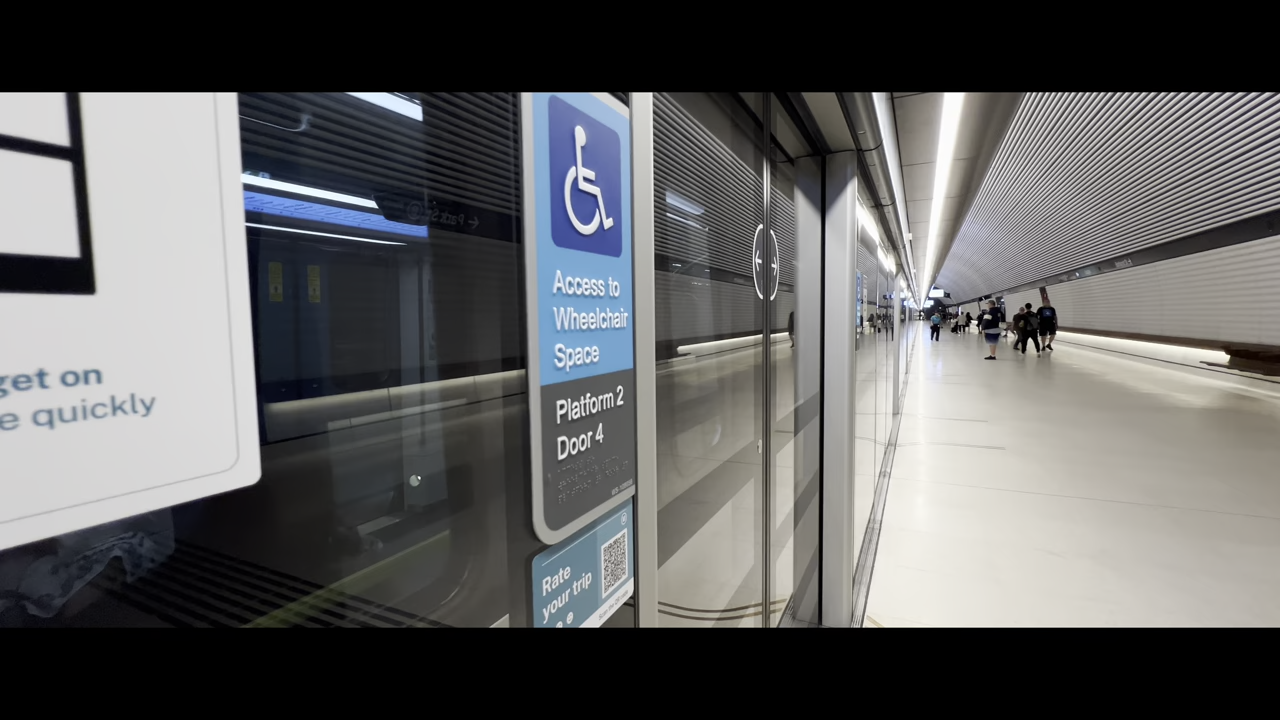 get on
e quickly
Access to
Wheelchair
Space
Platform 2
Door 4
Rate
your trip